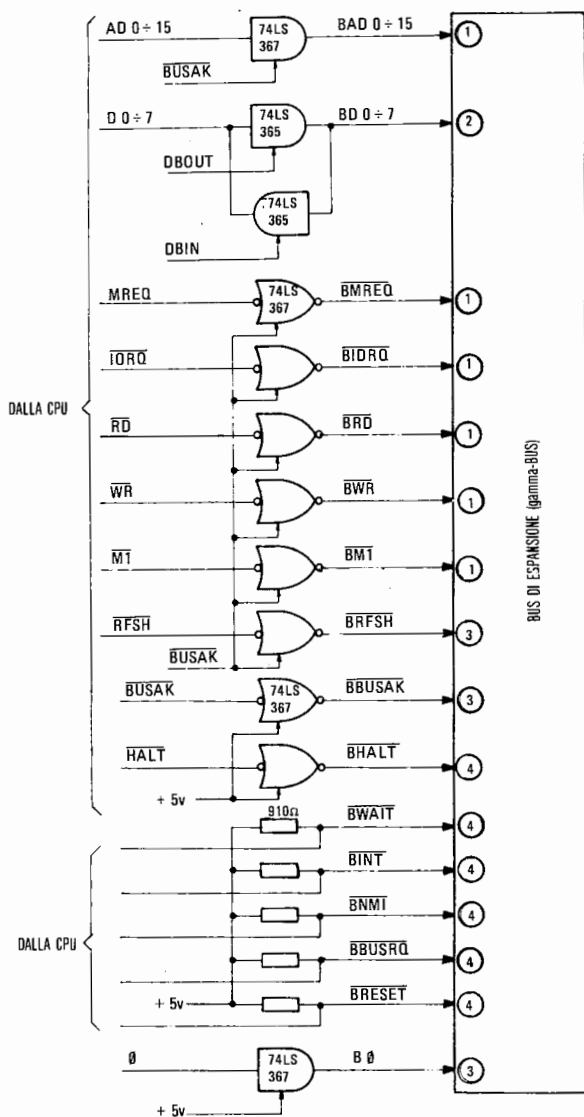 AD 0 ÷ 15 74LS 367 BAD 0 ÷ 15 1
BUSAK
D 0 ÷ 7 74LS 365 BD 0 ÷ 7 2
DBOUT
74LS 365
DBIN
MREQ 74LS 367 BMREQ 1
IORQ BIDRQ 1
DALLA CPU
RD BRD 1
WR BWR 1
M1 BM1 1
RFSH BRFSH 3
BUSAK
BUSAK 74LS 367 BBUSAK 3
HALT BHALT 4
+ 5v
910Ω BWAIT 4
BINT 4
BNMI 4
DALLA CPU
BBUSRQ 4
+ 5v BRESET 4
Ø 74LS 367 B Ø 3
+ 5v
BUS DI ESPANSIONE (gamma-BUS)